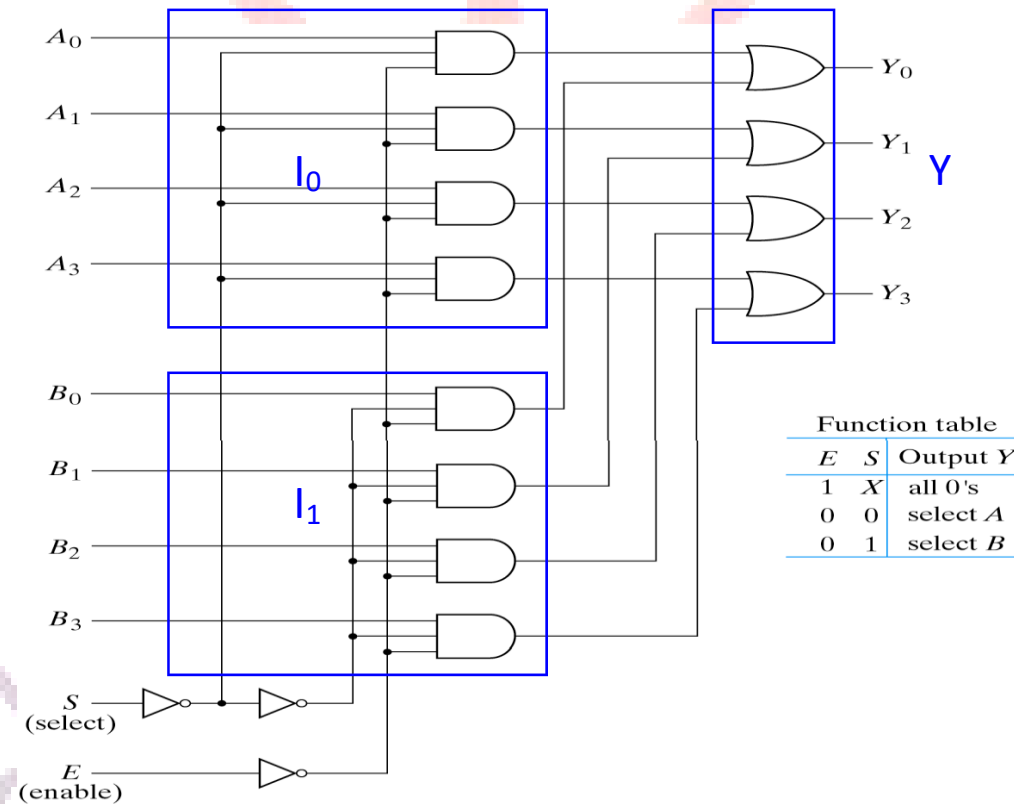 A0
A1
I0
A2
A3
Y0
Y1
Y
Y2
Y3
B0
B1
I1
B2
B3
S
(select)
E
(enable)
Function table
E S Output Y
1 X all 0's
0 0 select A
0 1 select B